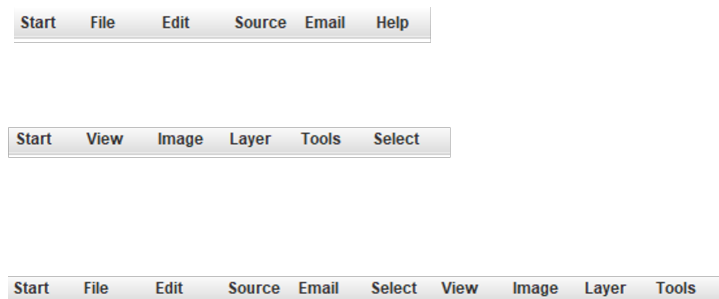 Start File Edit Source Email Help
Start View Image Layer Tools Select
Start File Edit Source Email Select View Image Layer Tools